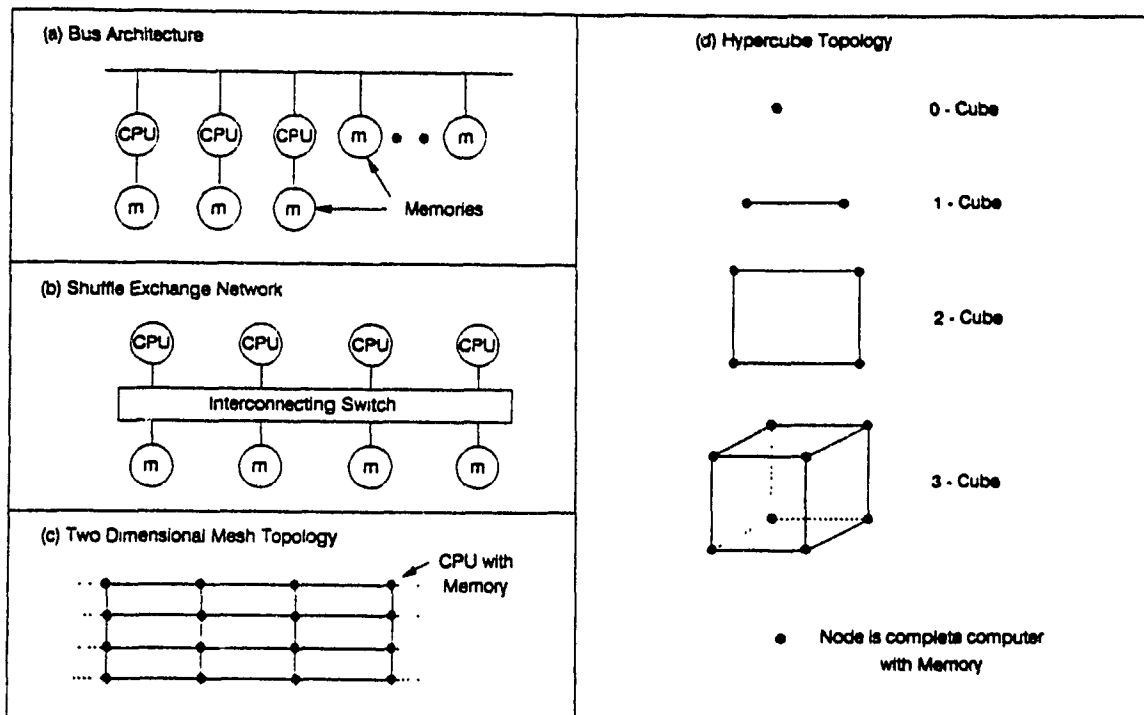 (a) Bus Architecture
CPU CPU CPU m m
m m m Memories
(b) Shuffle Exchange Network
CPU CPU CPU CPU
Interconnecting Switch
m m m m
(c) Two Dimensional Mesh Topology
CPU with
Memory
(d) Hypercube Topology
0 - Cube
1 - Cube
2 - Cube
3 - Cube
Node is complete computer
with Memory